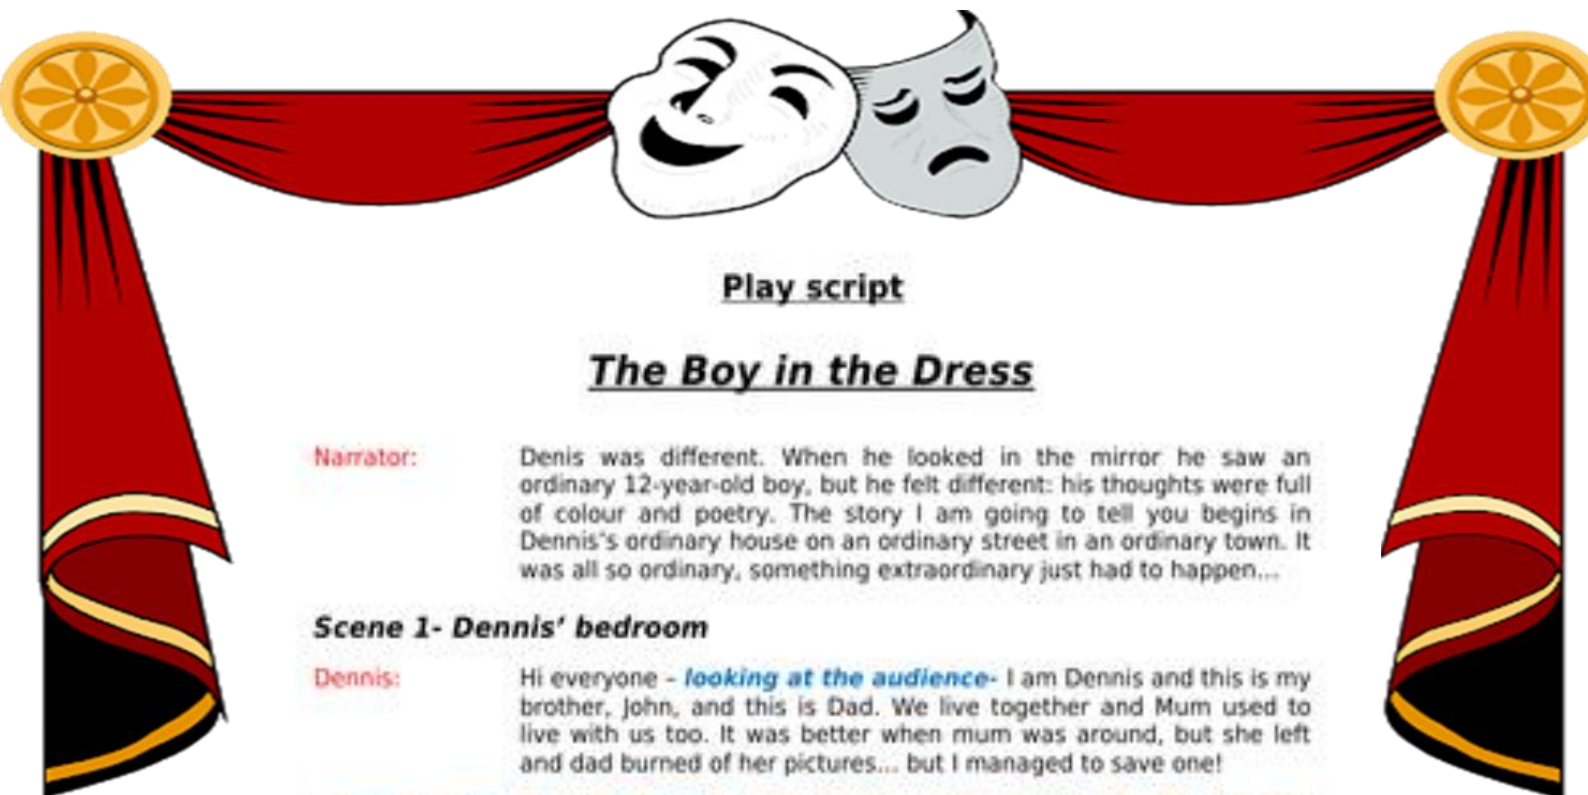 Play script
The Boy in the Dress
Narrator: Denis was different. When he looked in the mirror he saw an
ordinary 12-year-old boy, but he felt different: his thoughts were full
of colour and poetry. The story I am going to tell you begins in
Dennis's ordinary house on an ordinary street in an ordinary town. It
was all so ordinary, something extraordinary just had to happen...
Scene 1- Dennis' bedroom
Dennis: Hi everyone – looking at the audience- I am Dennis and this is my
brother, John, and this is Dad. We live together and Mum used to
live with us too. It was better when mum was around, but she left
and dad burned of her pictures... but I managed to save one!